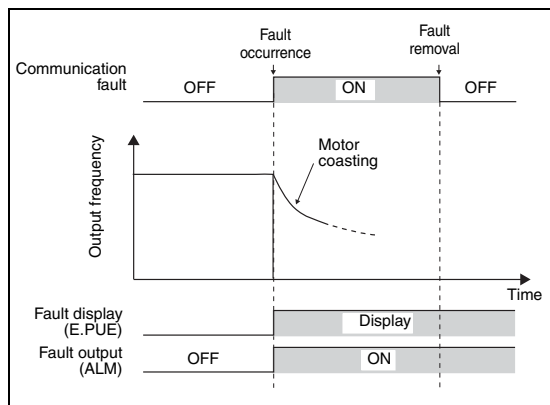 Fault
occurrence
Fault
removal
Communication
fault
OFF
ON
OFF
Output frequency
Motor
coasting
Time
Fault display
(E.PUE)
Display
Fault output
(ALM)
OFF
ON